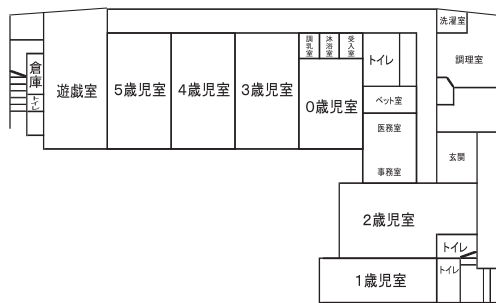 洗濯室
調乳室
沐浴室
受入室
トイレ
調理室
倉庫
トイレ
遊戯室
5歳児室
4歳児室
3歳児室
0歳児室
ベット室
医務室
事務室
玄関
2歳児室
トイレ
1歳児室
トイレ